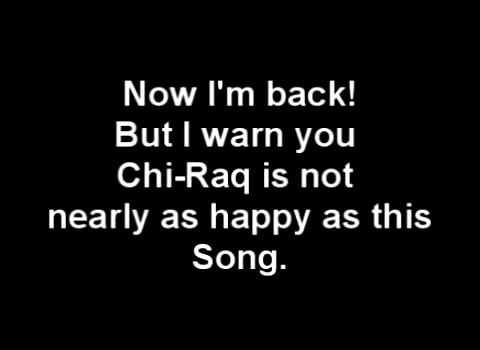 Now I'm back!
But I warn you
Chi-Raq is not
nearly as happy as this
Song.